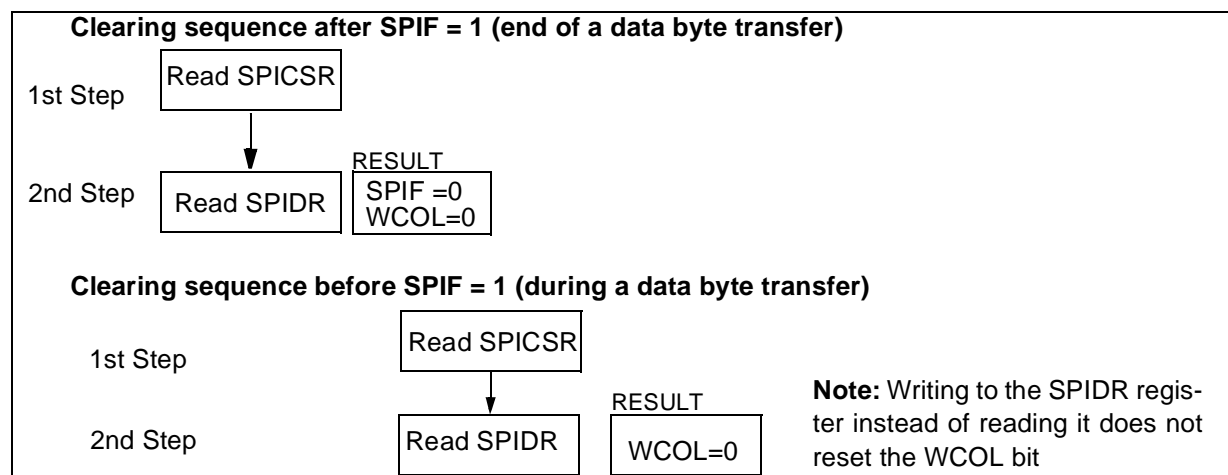 Clearing sequence after SPIF = 1 (end of a data byte transfer)
Read SPICSR
1st Step
RESULT
2nd Step
Read SPIDR
SPIF =0
WCOL=0
Clearing sequence before SPIF = 1 (during a data byte transfer)
1st Step
Read SPICSR
RESULT
2nd Step
Read SPIDR
WCOL=0
Note: Writing to the SPIDR regis-
ter instead of reading it does not
reset the WCOL bit